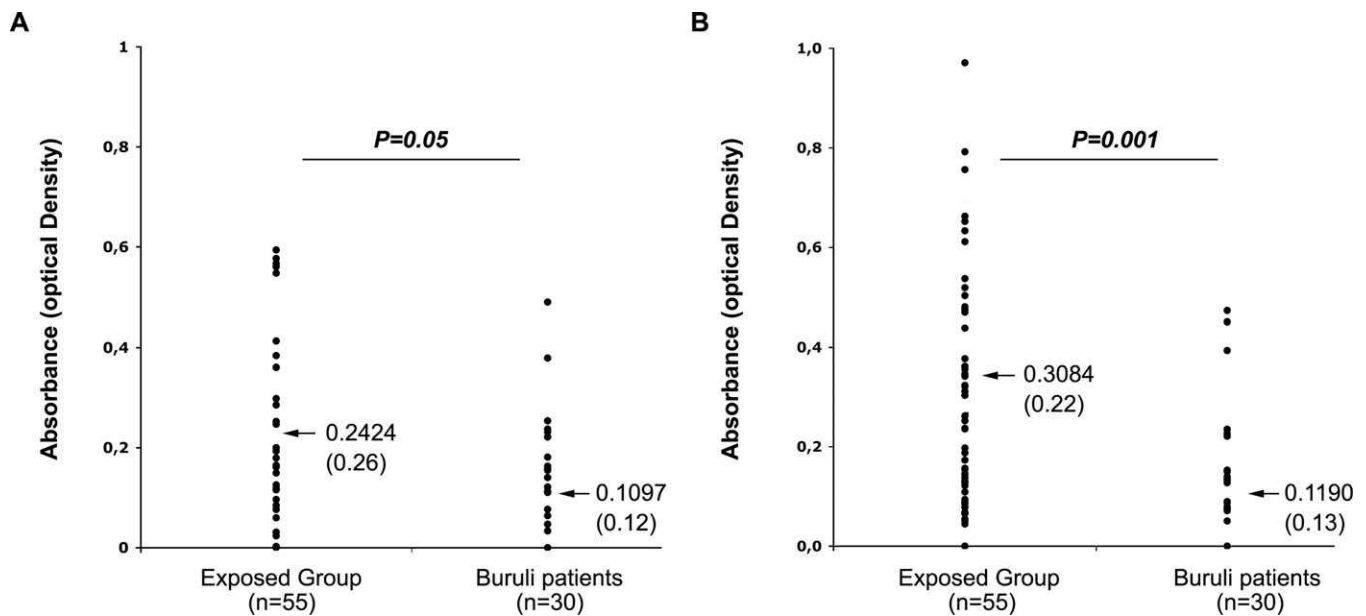 A
Absorbance (optical Density)
1
0,8
0,6
0,4
0,2
0
P=0.05
0.2424
(0.26)
0.1097
(0.12)
Exposed Group
(n=55)
Buruli patients
(n=30)
B
Absorbance (optical Density)
1,0
0,8
0,6
0,4
0,2
0,0
P=0.001
0.3084
(0.22)
0.1190
(0.13)
Exposed Group
(n=55)
Buruli patients
(n=30)